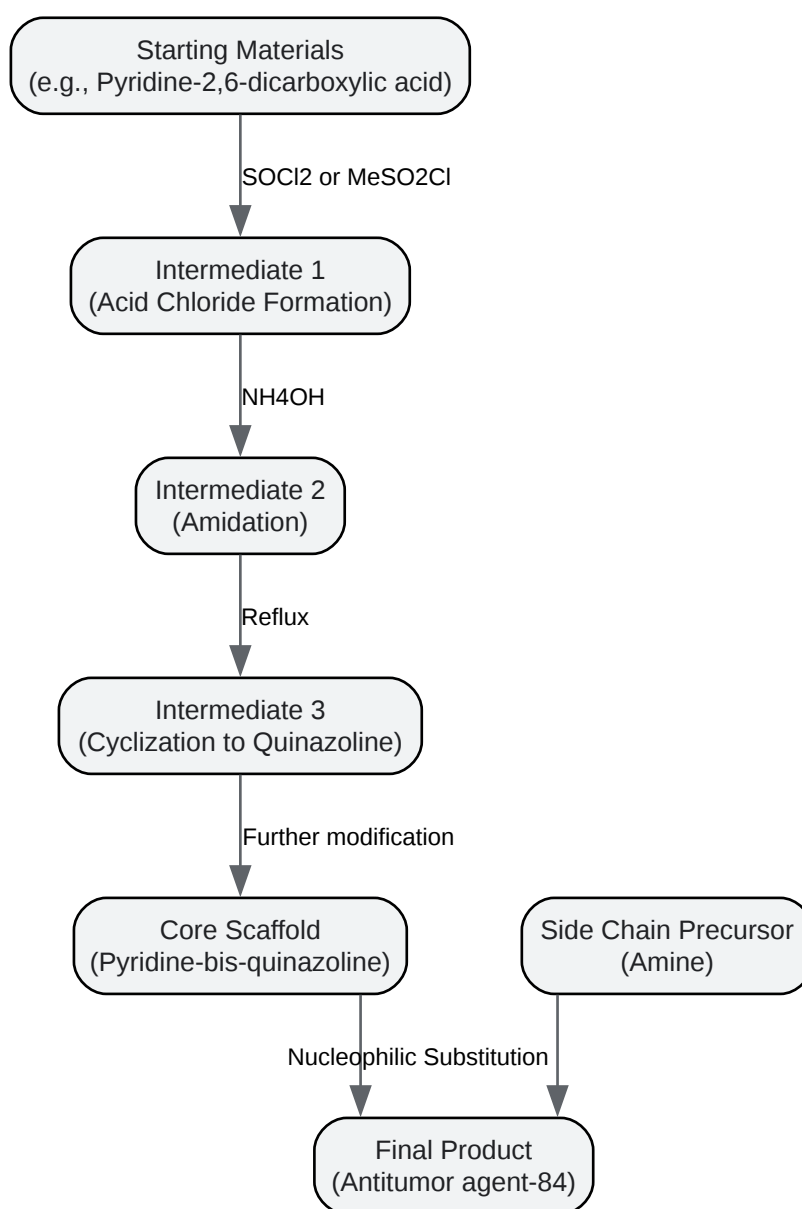 Starting Materials
(e.g., Pyridine-2,6-dicarboxylic acid)
SOCl2 or MeSO2Cl
Intermediate 1
(Acid Chloride Formation)
NH4OH
Intermediate 2
(Amidation)
Reflux
Intermediate 3
(Cyclization to Quinazoline)
Further modification
Core Scaffold
(Pyridine-bis-quinazoline)
Side Chain Precursor
(Amine)
Nucleophilic Substitution
Final Product
(Antitumor agent-84)